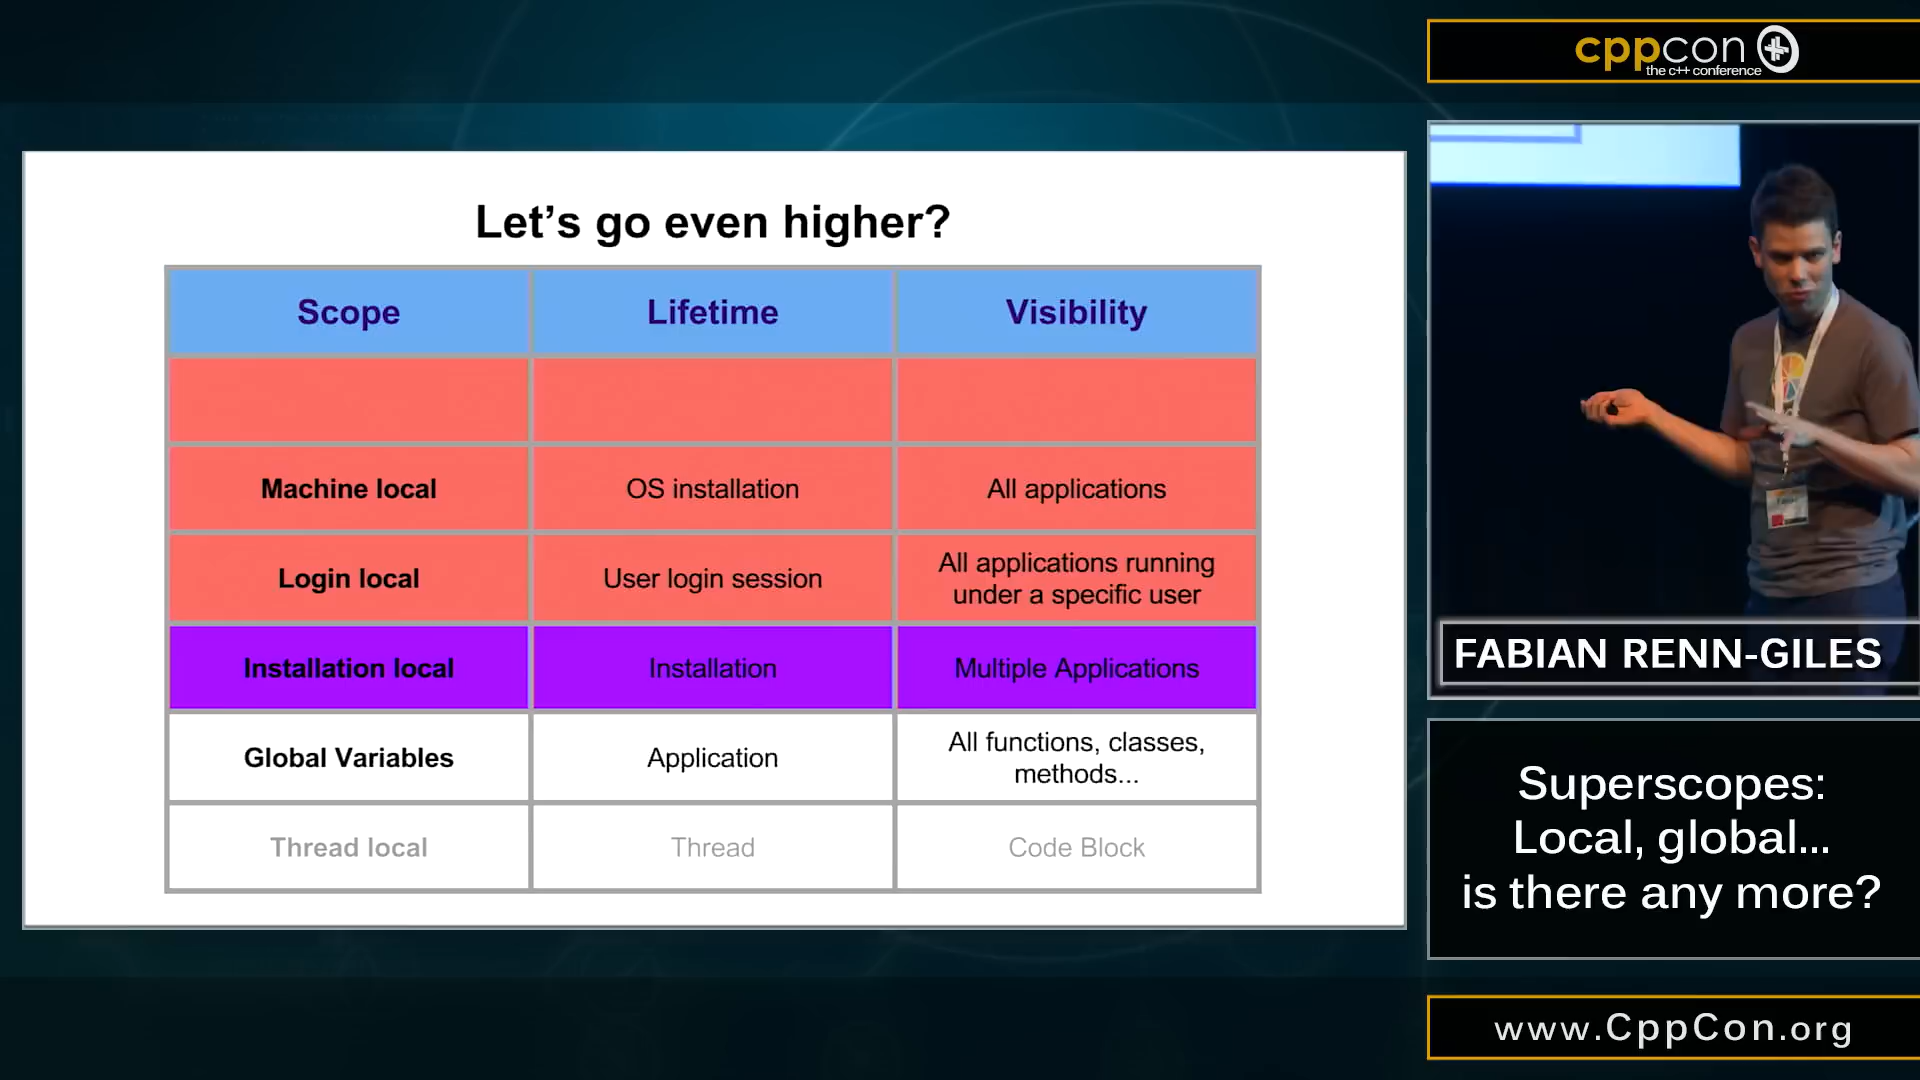 cppcon
the c++ conference
Let's go even higher?
Scope Lifetime Visibility
Machine local OS installation All applications
Login local User login session All applications running
under a specific user
Installation local Installation Multiple Applications
Global Variables Application All functions, classes,
methods...
Thread local Thread Code Block
FABIAN RENN-GILES
Superscopes:
Local, global...
is there any more?
www.CppCon.org